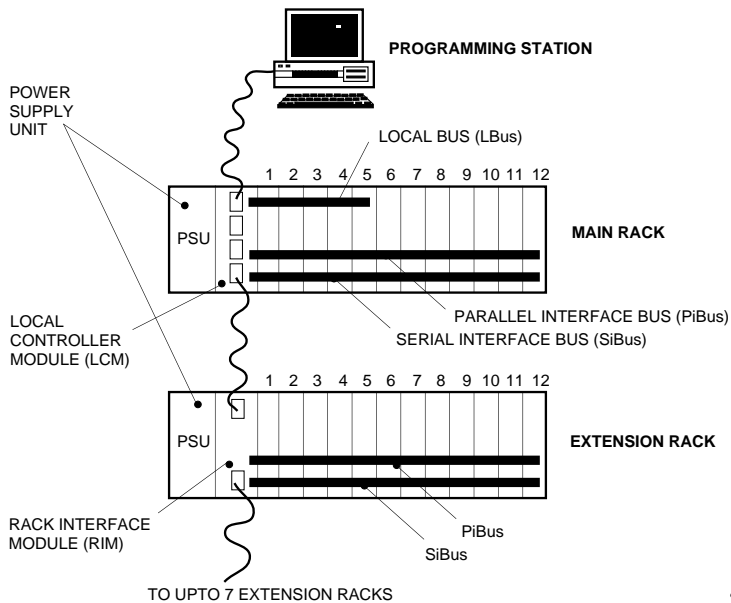 PROGRAMMING STATION
POWER
SUPPLY
UNIT
LOCAL BUS (LBus)
1 2 3 4 5 6 7 8 9 10 11 12
PSU
MAIN RACK
PARALLEL INTERFACE BUS (PiBus)
SERIAL INTERFACE BUS (SiBus)
LOCAL
CONTROLLER
MODULE (LCM)
1 2 3 4 5 6 7 8 9 10 11 12
PSU
EXTENSION RACK
RACK INTERFACE
MODULE (RIM)
PiBus
SiBus
TO UPTO 7 EXTENSION RACKS